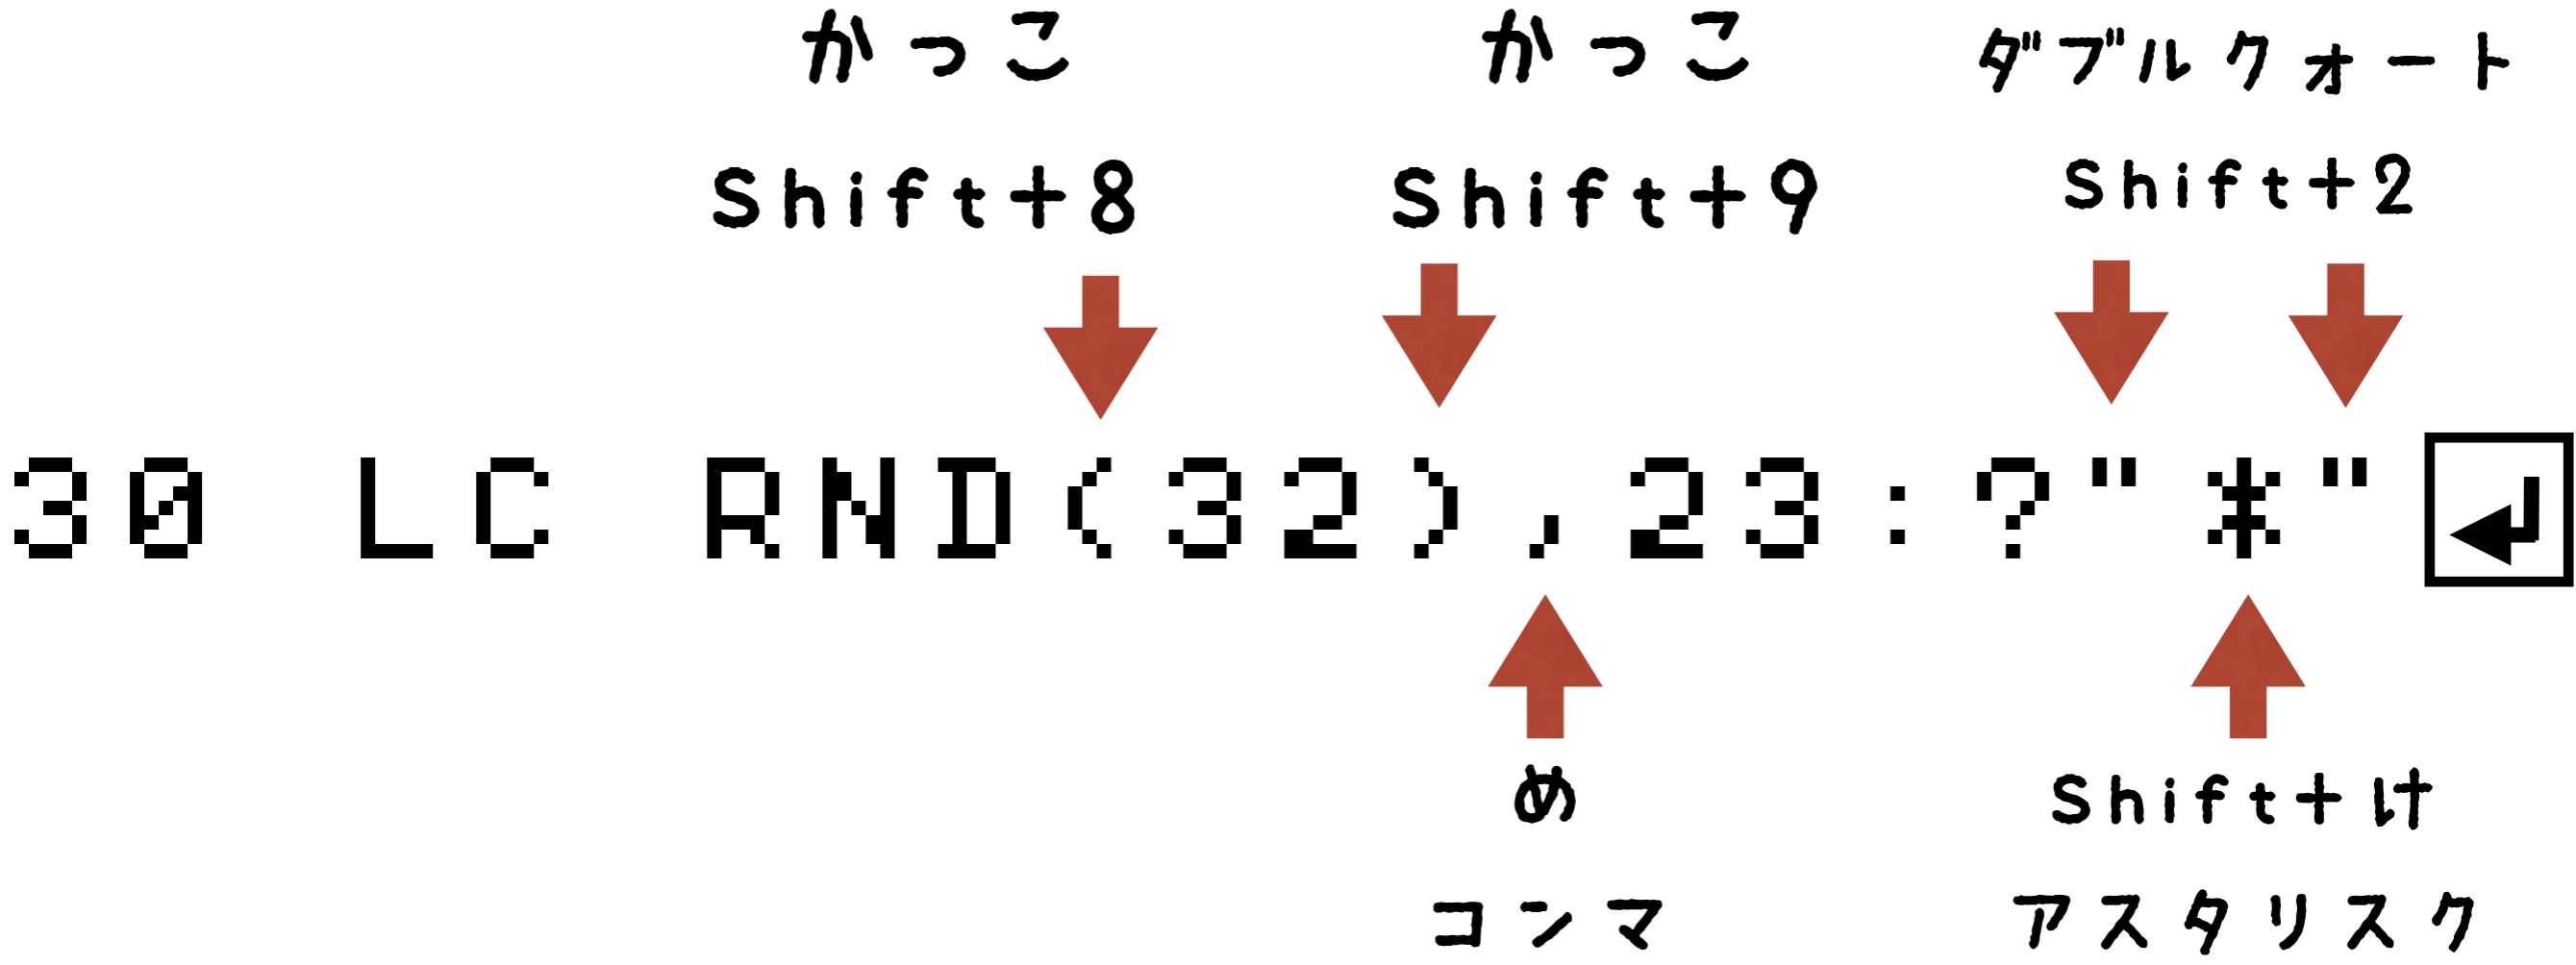 かっこ かっこ ダブルクォート
Shift+8 Shift+9 Shift+2
30 LC RND(32),23:?"*"
め Shift+け
コンマ アスタリスク